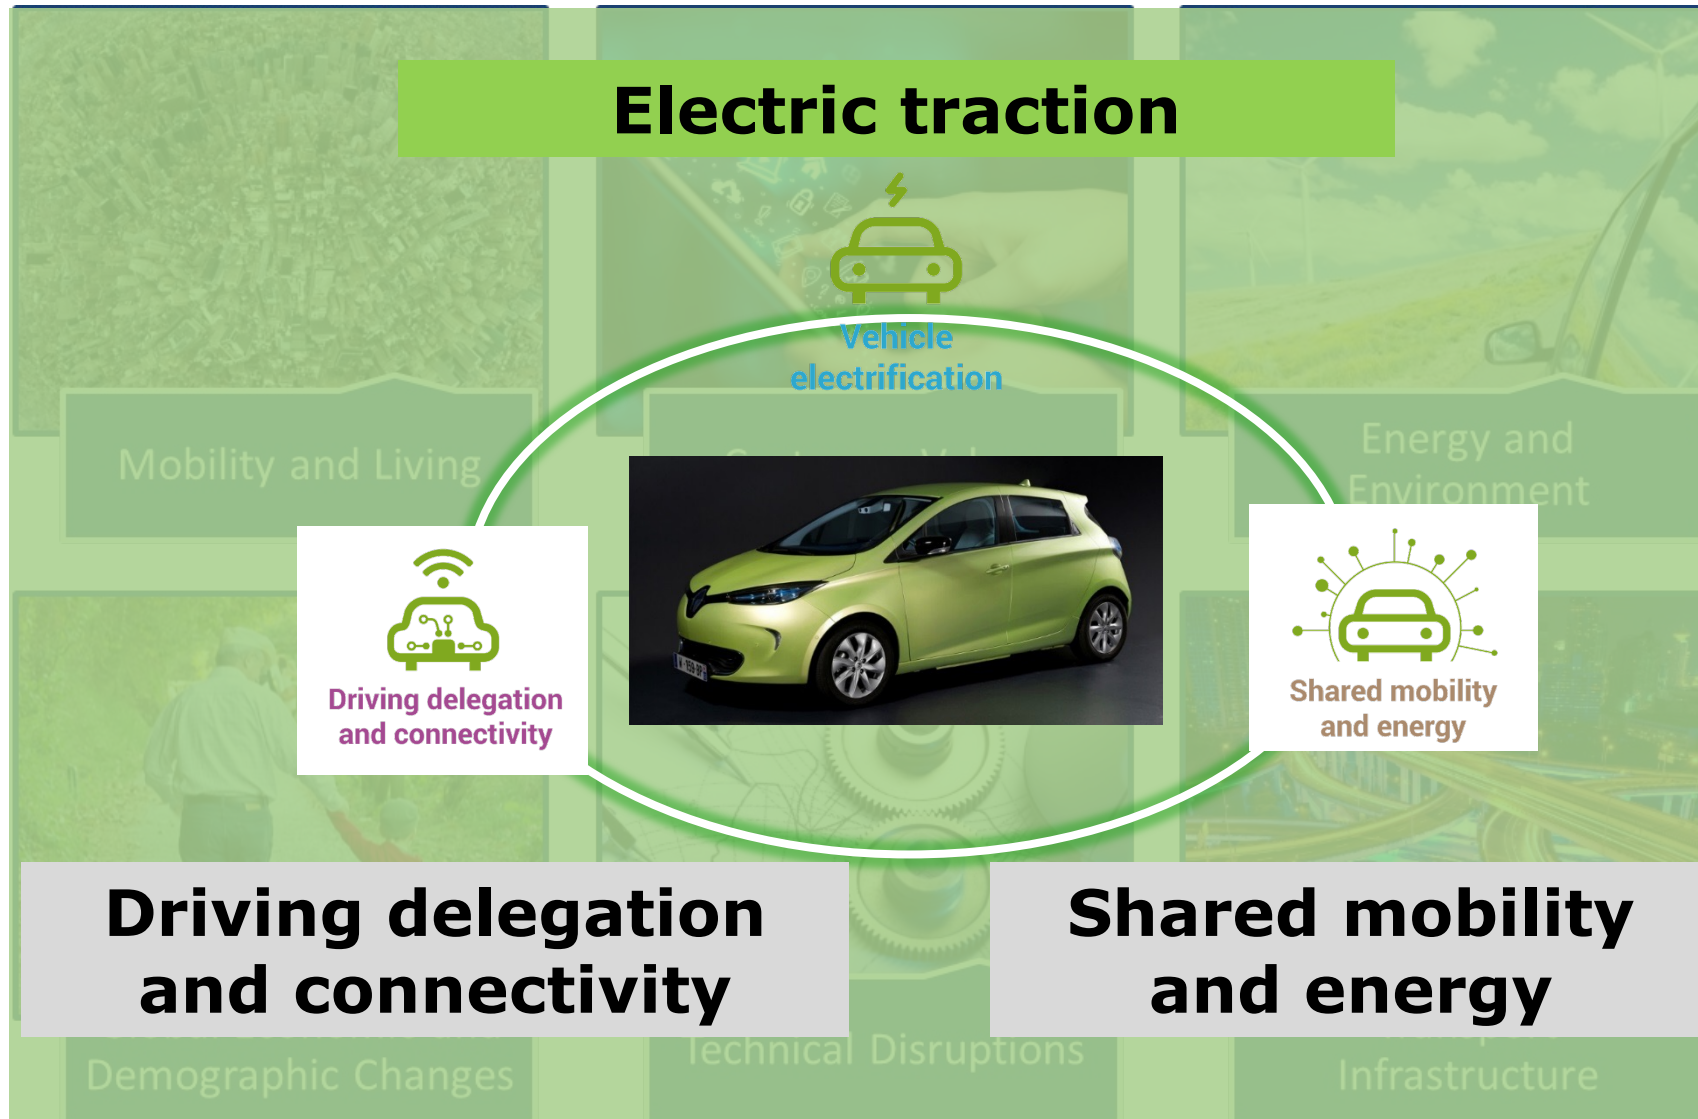 Electric traction
Vehicle
electrification
Mobility and Living
Energy and
Environment
Driving delegation
and connectivity
Shared mobility
and energy
Driving delegation
and connectivity
Shared mobility
and energy
Demographic Changes
Technical Disruptions
Infrastructure